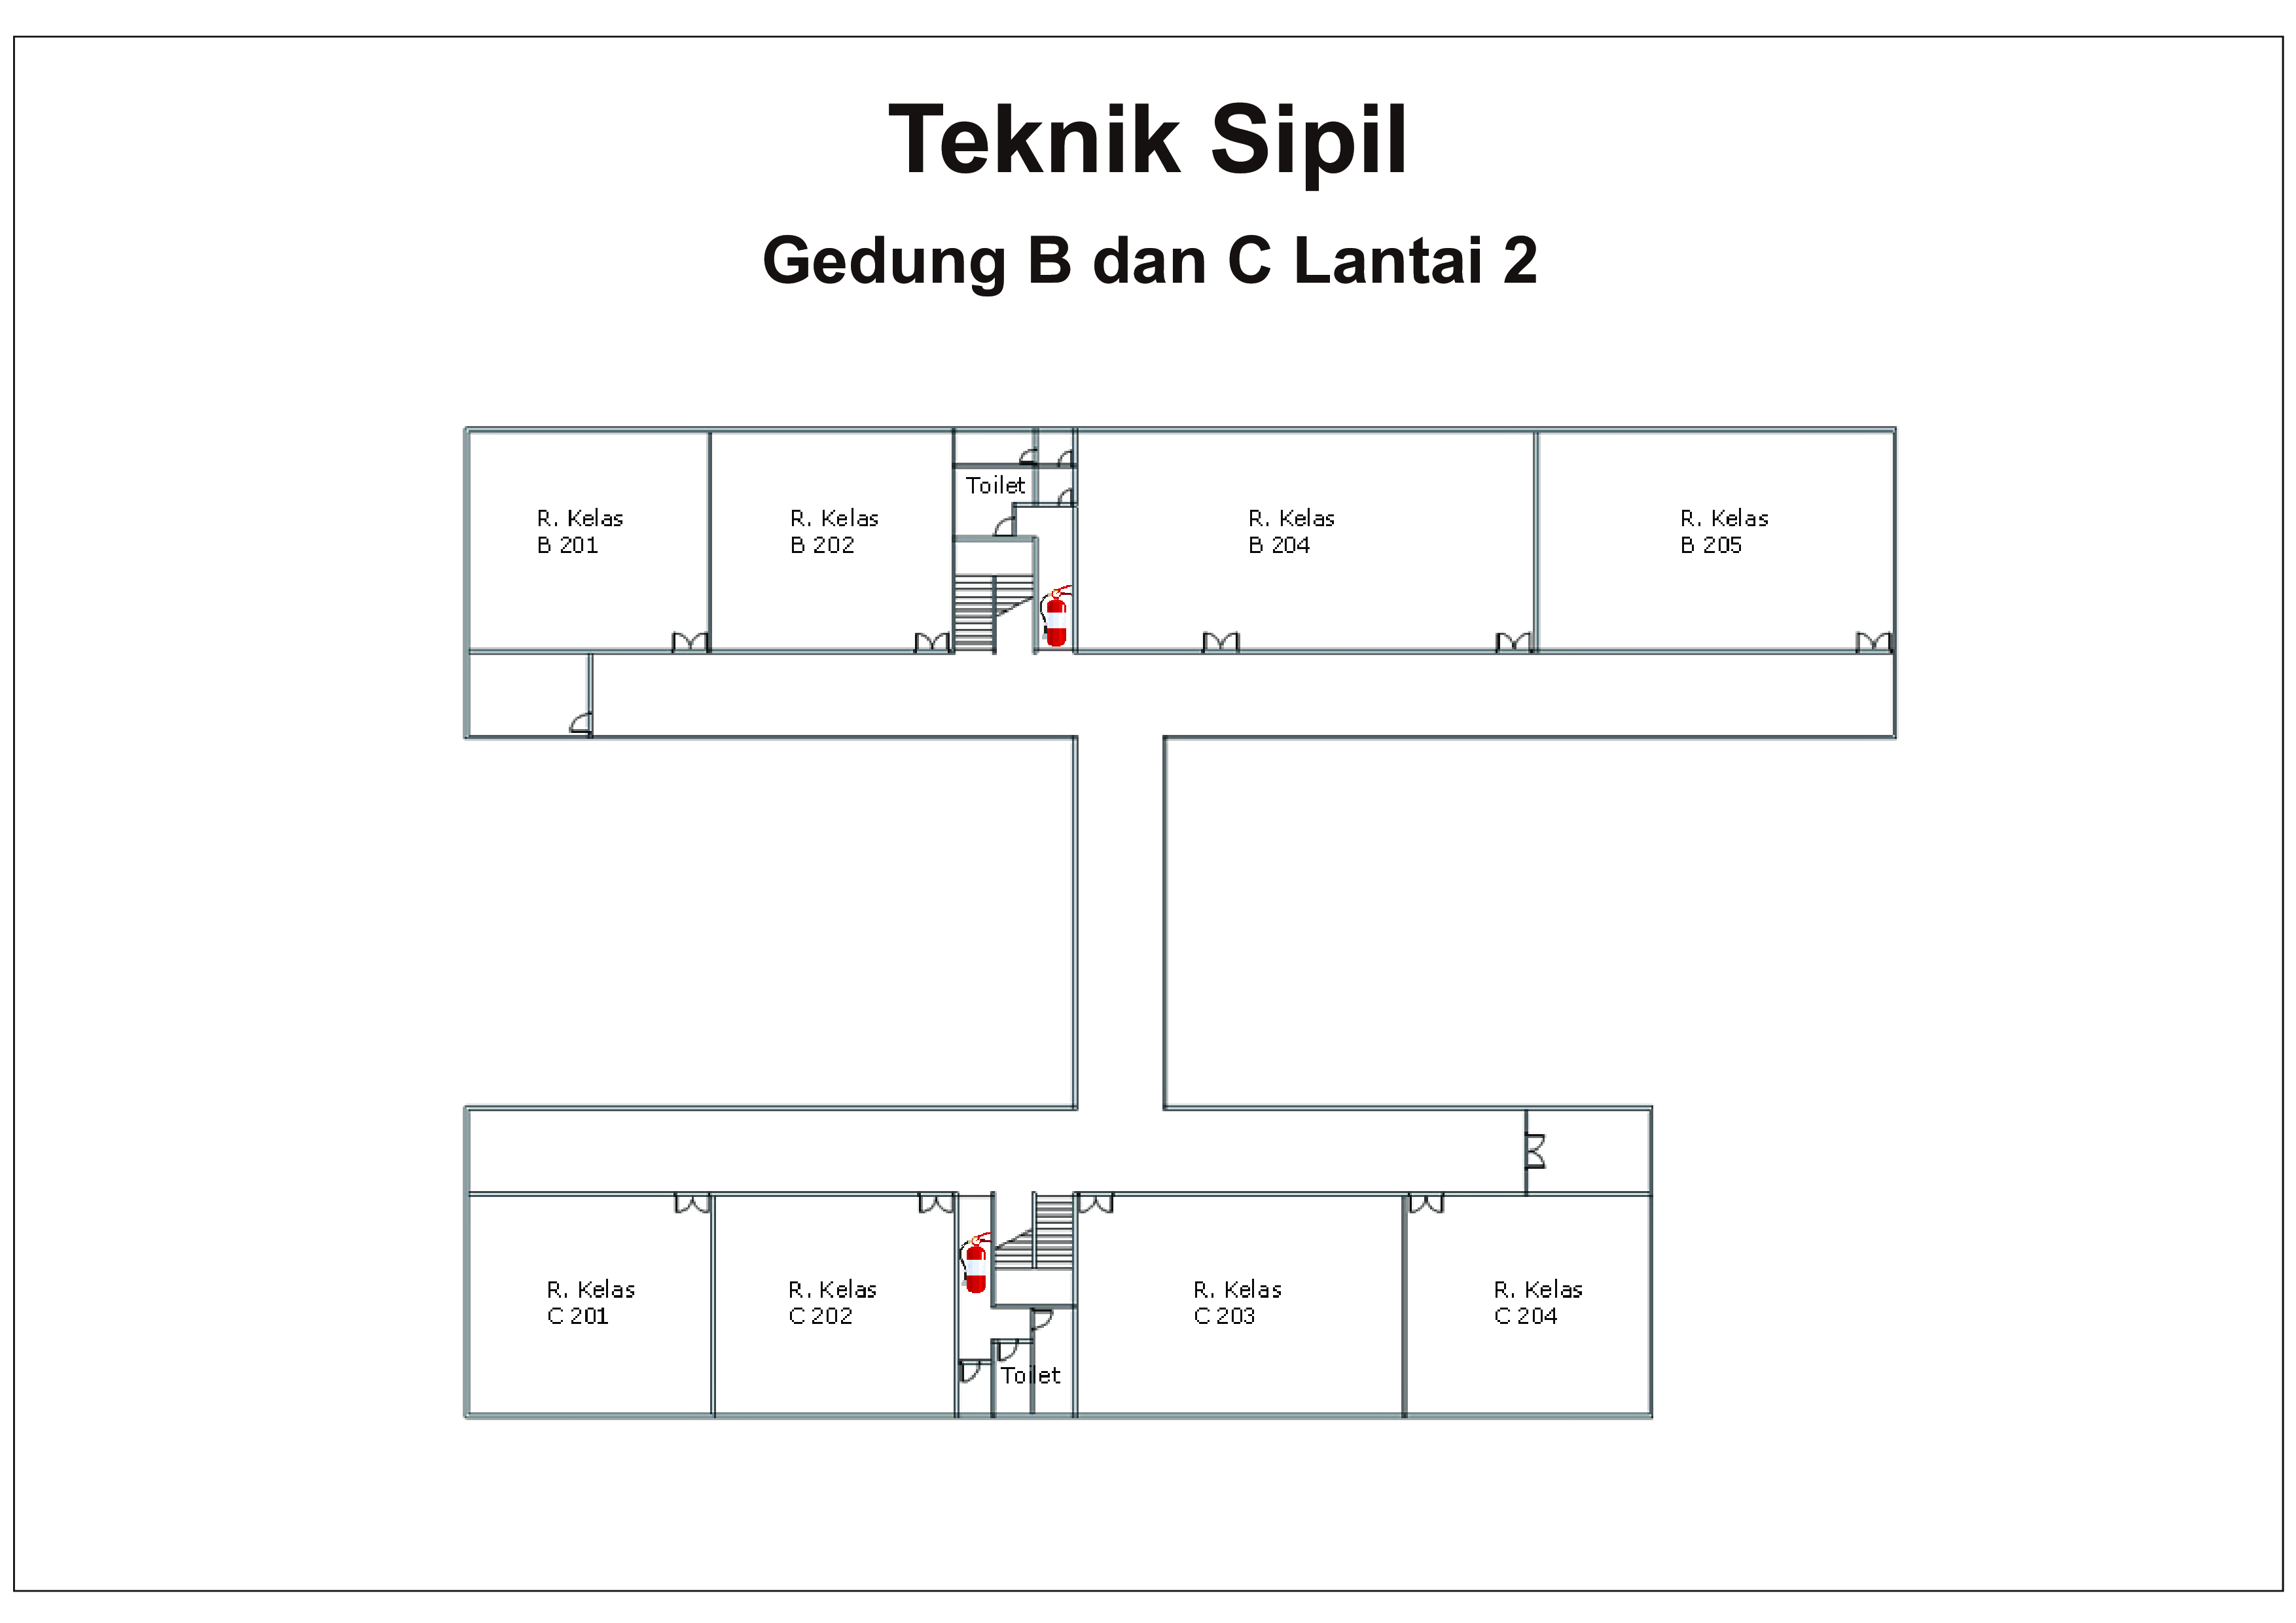 Teknik Sipil
Gedung B dan C Lantai 2
Toilet
R. Kelas
B 201
R. Kelas
B 202
R. Kelas
B 204
R. Kelas
B 205
R. Kelas
C 201
R. Kelas
C 202
R. Kelas
C 203
R. Kelas
C 204
Toilet